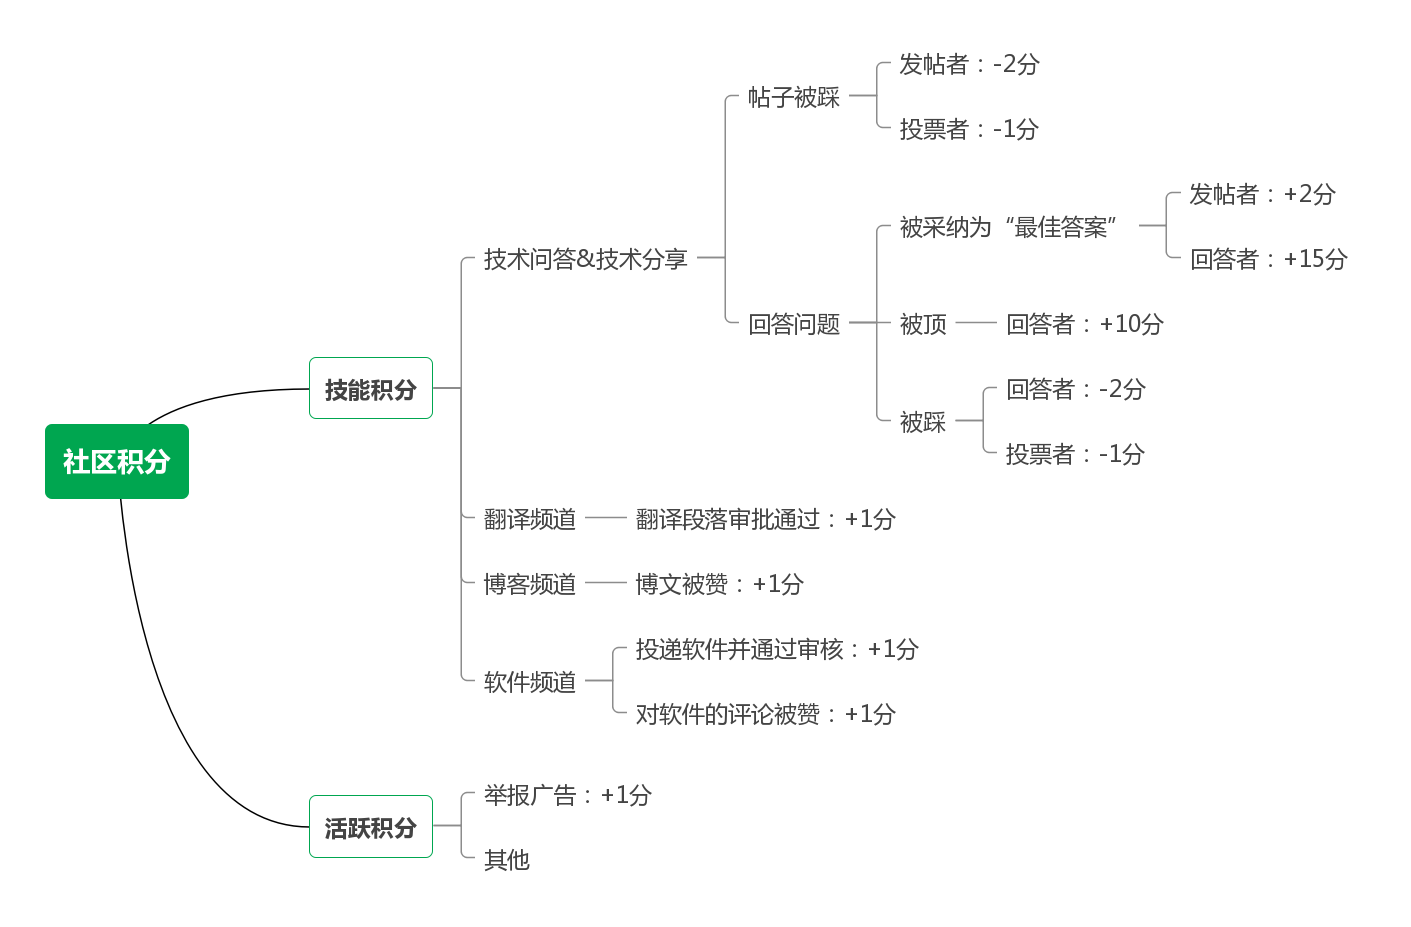 社区积分
技能积分
技术问答&技术分享
帖子被踩
发帖者：-2分
投票者：-1分
回答问题
被采纳为“最佳答案”
发帖者：+2分
回答者：+15分
被顶
回答者：+10分
被踩
回答者：-2分
投票者：-1分
翻译频道
翻译段落审批通过：+1分
博客频道
博文被赞：+1分
软件频道
投递软件并通过审核：+1分
对软件的评论被赞：+1分
活跃积分
举报广告：+1分
其他